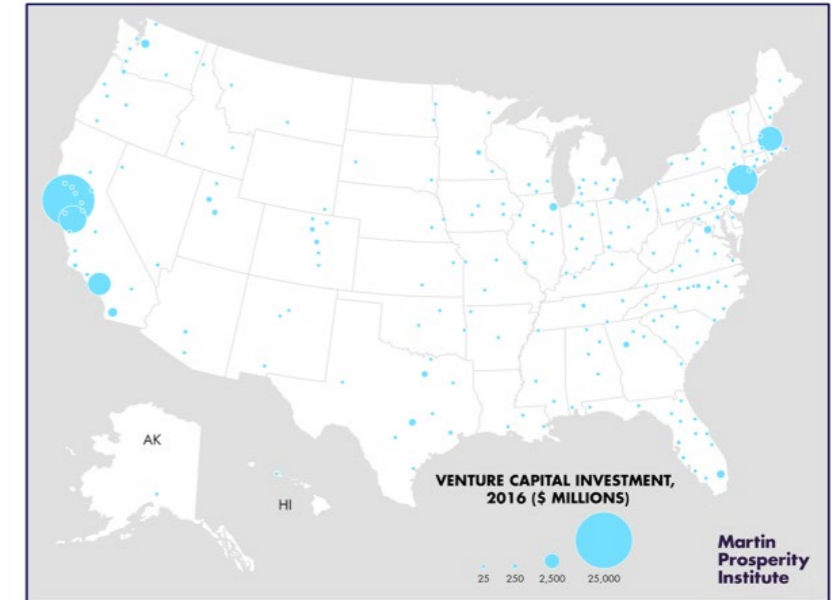 AK
HI
VENTURE CAPITAL INVESTMENT,
2016 ($ MILLIONS)
25 250 2,500 25,000
Martin
Prosperity
Institute